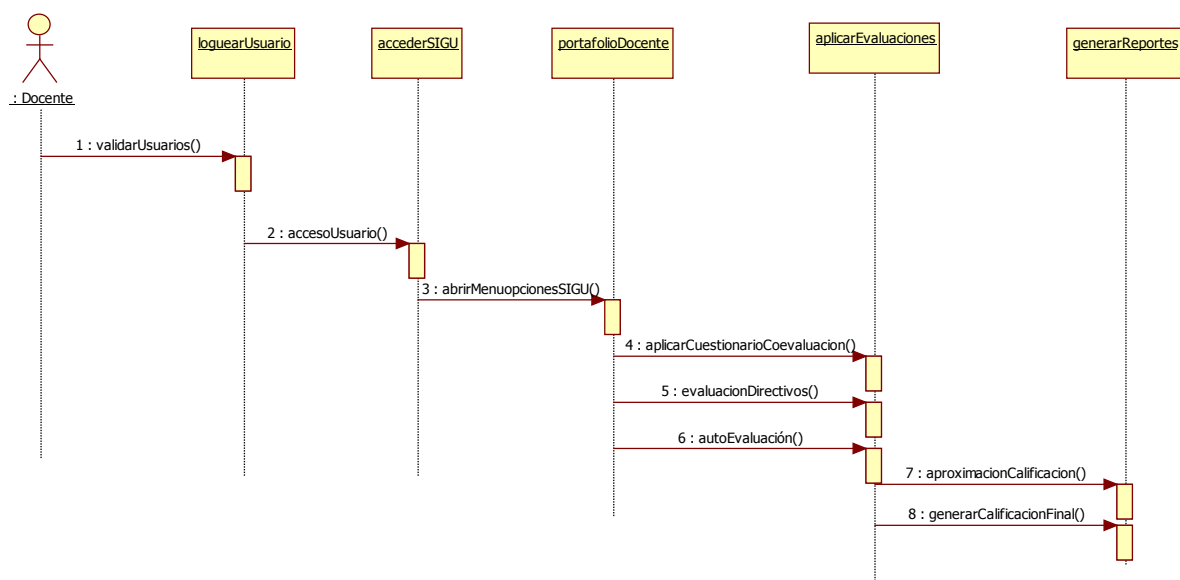 loguearUsuario
accederSIGU
portafolioDocente
aplicarEvaluaciones
generarReportes
: Docente
1 : validarUsuarios()
2 : accesoUsuario()
3 : abrirMenuopcionesSIGU()
4 : aplicarCuestionarioCoevaluacion()
5 : evaluacionDirectivos()
6 : autoEvaluación()
7 : aproximacionCalificacion()
8 : generarCalificacionFinal()